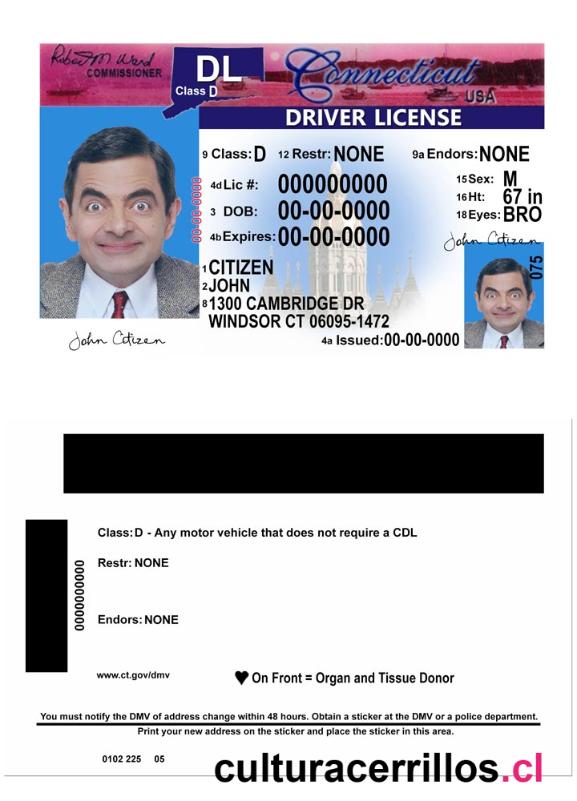 Robert M. Ward
COMMISSIONER
DL
Class D
Connecticut
USA
DRIVER LICENSE
9 Class: D 12 Restr: NONE 9a Endors: NONE
15 Sex: M
4d Lic #: 000000000
16 Ht: 67 in
3 DOB: 00-00-0000
18 Eyes: BRO
4b Expires: 00-00-0000
00-00-0000
John Citizen
1 CITIZEN
2 JOHN
8 1300 CAMBRIDGE DR
WINDSOR CT 06095-1472
075
4a Issued: 00-00-0000
John Citizen
Class: D - Any motor vehicle that does not require a CDL
Restr: NONE
0000000000
Endors: NONE
www.ct.gov/dmv
♥ On Front = Organ and Tissue Donor
You must notify the DMV of address change within 48 hours. Obtain a sticker at the DMV or a police department.
Print your new address on the sticker and place the sticker in this area.
0102 225 05
culturacerrillos.cl